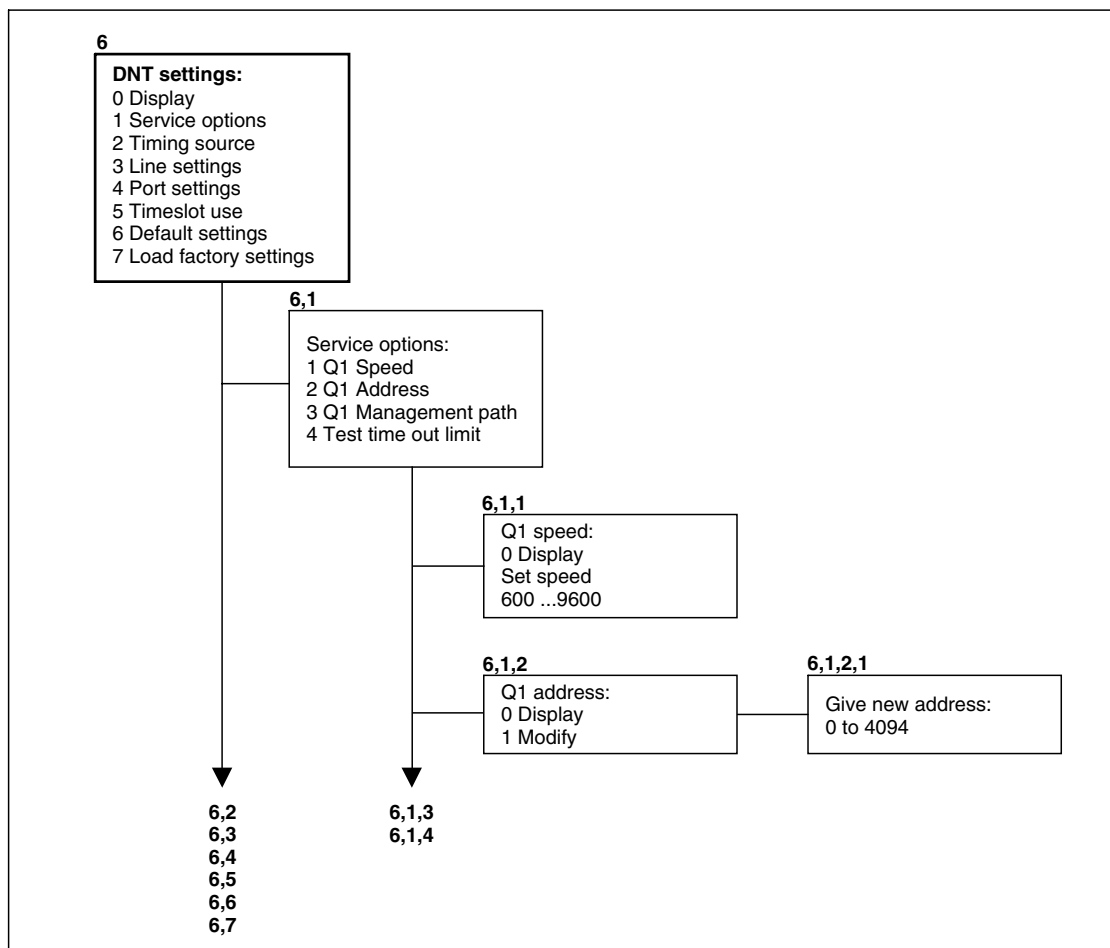 6
DNT settings:
0 Display
1 Service options
2 Timing source
3 Line settings
4 Port settings
5 Timeslot use
6 Default settings
7 Load factory settings
6,1
Service options:
1 Q1 Speed
2 Q1 Address
3 Q1 Management path
4 Test time out limit
6,1,1
Q1 speed:
0 Display
Set speed
600 ...9600
6,1,2
Q1 address:
0 Display
1 Modify
6,1,2,1
Give new address:
0 to 4094
6,2
6,3
6,4
6,5
6,6
6,7
6,1,3
6,1,4